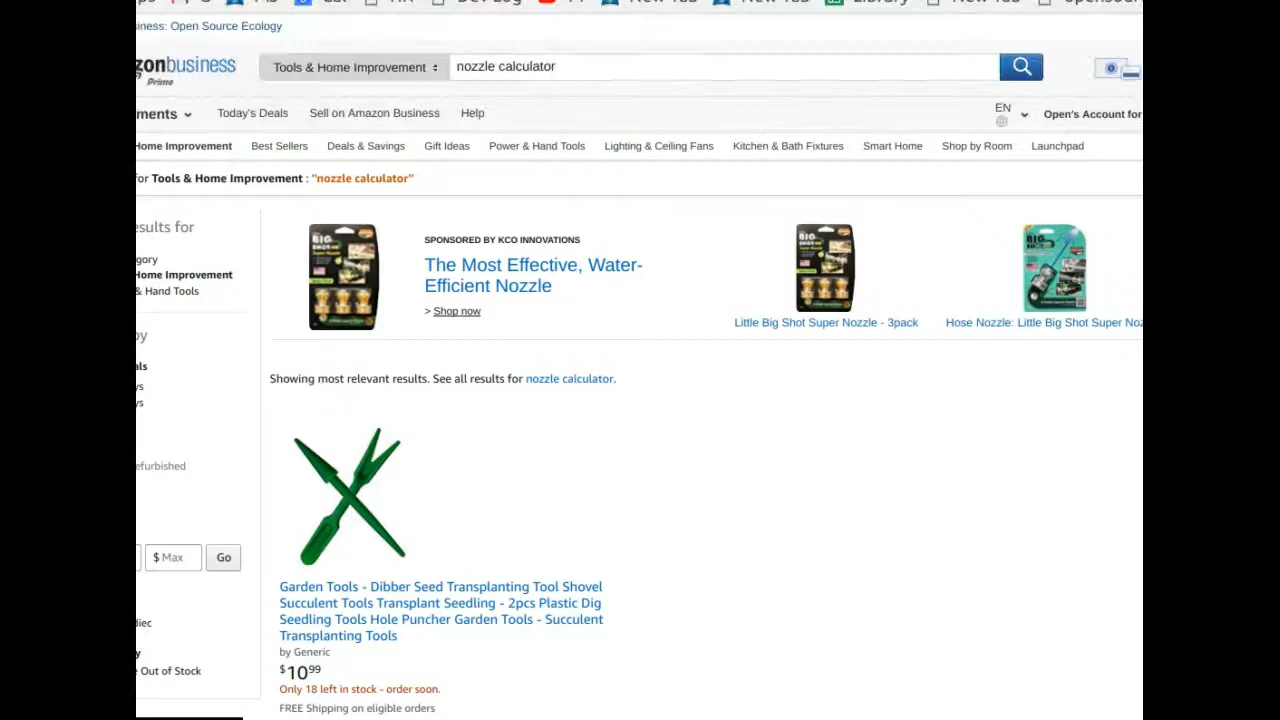 iness: Open Source Ecology
zonbusiness
Prime
Tools & Home Improvement
nozzle calculator
ments
Today's Deals
Sell on Amazon Business
Help
EN
Open's Account for
Home Improvement
Best Sellers
Deals & Savings
Gift Ideas
Power & Hand Tools
Lighting & Ceiling Fans
Kitchen & Bath Fixtures
Smart Home
Shop by Room
Launchpad
for Tools & Home Improvement : "nozzle calculator"
esults for
gory
Home Improvement
& Hand Tools
by
als
ys
ys
efurbished
$ Max
Go
diec
y
Out of Stock
SPONSORED BY KCO INNOVATIONS
The Most Effective, Water-
Efficient Nozzle
> Shop now
BIG
SHOT
Little Big Shot Super Nozzle - 3pack
BIG
SHOT
Hose Nozzle: Little Big Shot Super Noz
Showing most relevant results. See all results for nozzle calculator.
Garden Tools - Dibber Seed Transplanting Tool Shovel
Succulent Tools Transplant Seedling - 2pcs Plastic Dig
Seedling Tools Hole Puncher Garden Tools - Succulent
Transplanting Tools
by Generic
$10.99
Only 18 left in stock - order soon.
FREE Shipping on eligible orders